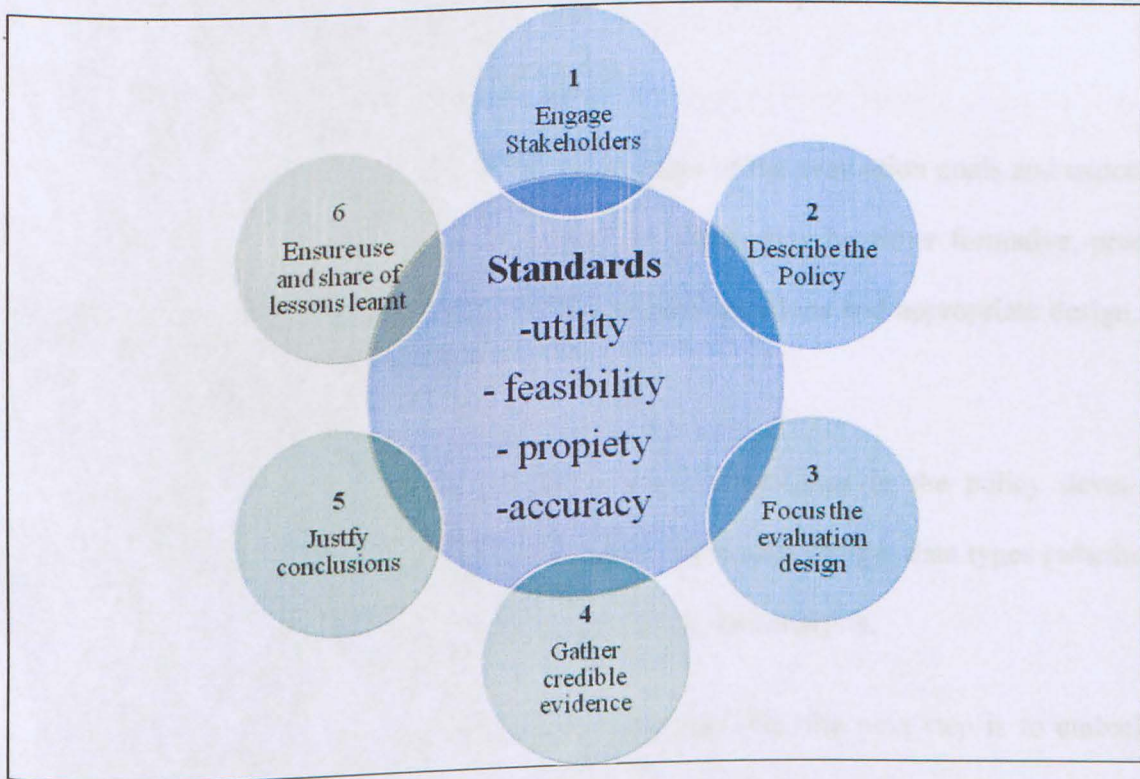 1
Engage
Stakeholders
2
Describe the
Policy
3
Focus the
evaluation
design
4
Gather
credible
evidence
5
Justfy
conclusions
6
Ensure use
and share of
lessons learnt
Standards
-utility
- feasibility
- propiety
-accuracy